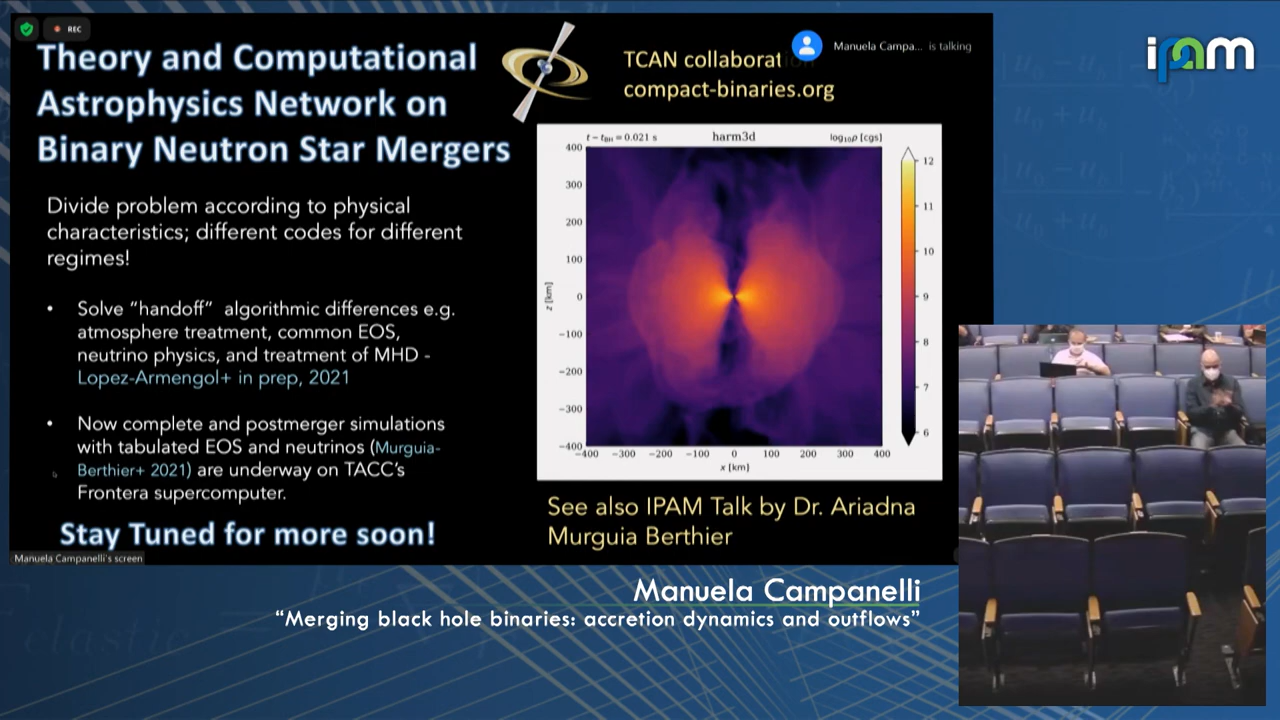 REC
Theory and Computational
Astrophysics Network on
Binary Neutron Star Mergers
TCAN collaborat
compact-binaries.org
Manuela Campa... is talking
ipam
Divide problem according to physical
characteristics; different codes for different
regimes!
• Solve “handoff” algorithmic differences e.g.
atmosphere treatment, common EOS,
neutrino physics, and treatment of MHD -
Lopez-Armengol+ in prep, 2021
• Now complete and postmerger simulations
with tabulated EOS and neutrinos (Murguia-
Berthier+ 2021) are underway on TACC’s
Frontera supercomputer.
Stay Tuned for more soon!
t − tBH = 0.021 s harm3d log10ρ [cgs]
400
300
200
100
0
−100
−200
−300
−400
z [km]
−400 −300 −200 −100 0 100 200 300 400
x [km]
12
11
10
9
8
7
6
See also IPAM Talk by Dr. Ariadna
Murguia Berthier
Manuela Campanelli's screen
Manuela Campanelli
“Merging black hole binaries: accretion dynamics and outflows”
elastic